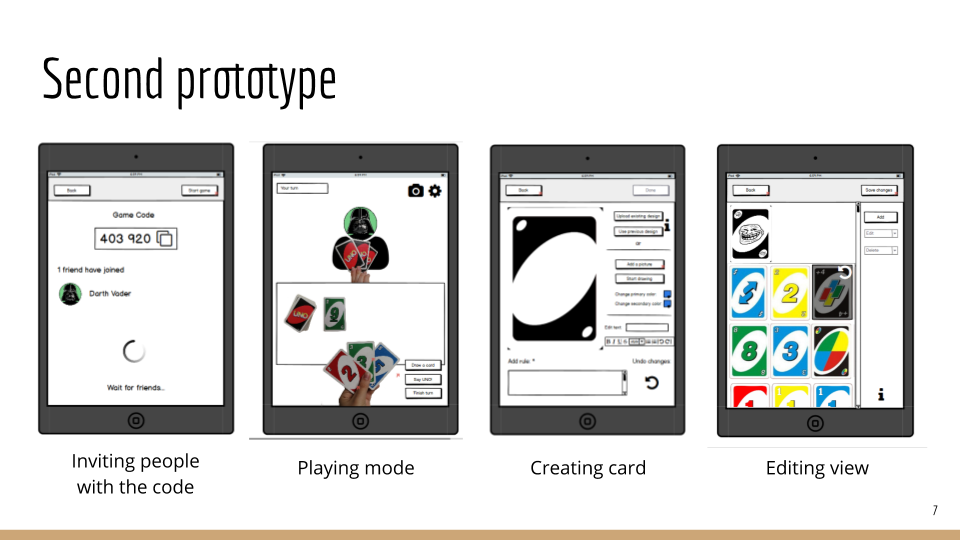 Second prototype
Back
Start game
Game Code
403 920
1 friend have joined
Darth Vader
Wait for friends...
Inviting people
with the code
Your turn
UNO
Draw a card
Say UNO!
Finish turn
Playing mode
Back
Done
Upload existing design
Use previous design
or
Add a picture
Start drawing
Change primary color
Change secondary color
Edit text
B I U S
Add rule: *
Undo changes
Creating card
Back
Save changes
Add
Edit
Delete
+4
2
8
3
1
1
1
Editing view
7